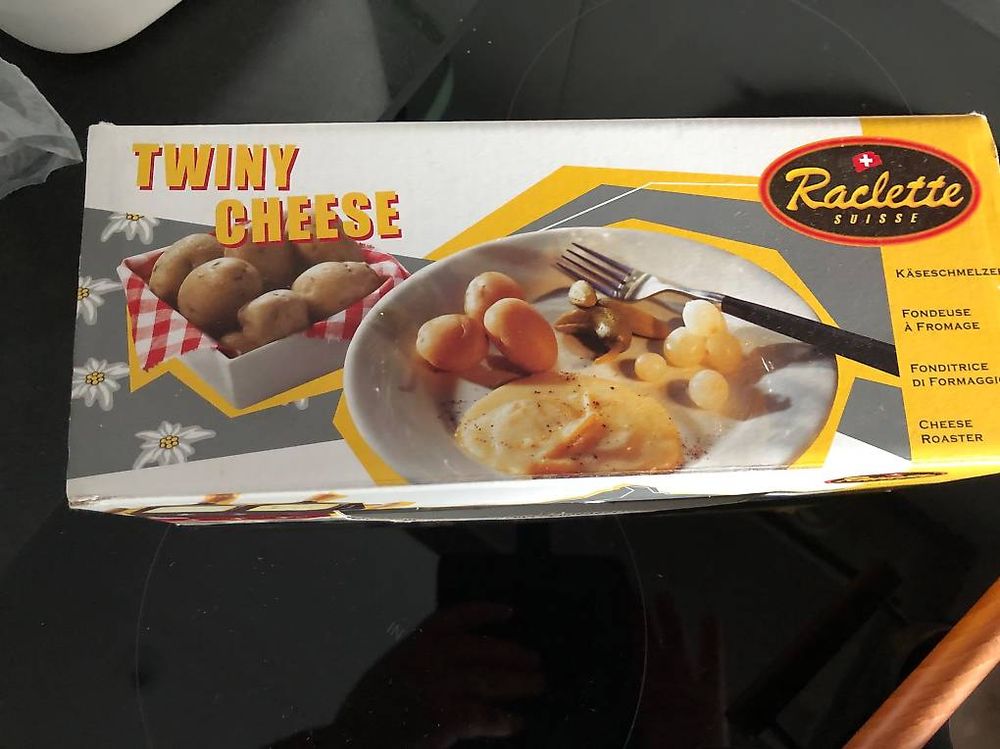 TWINY
CHEESE
Raclette
SUISSE
KÄSESCHMELZER
FONDEUSE
À FROMAGE
FONDITRICE
DI FORMAGGIO
CHEESE
ROASTER